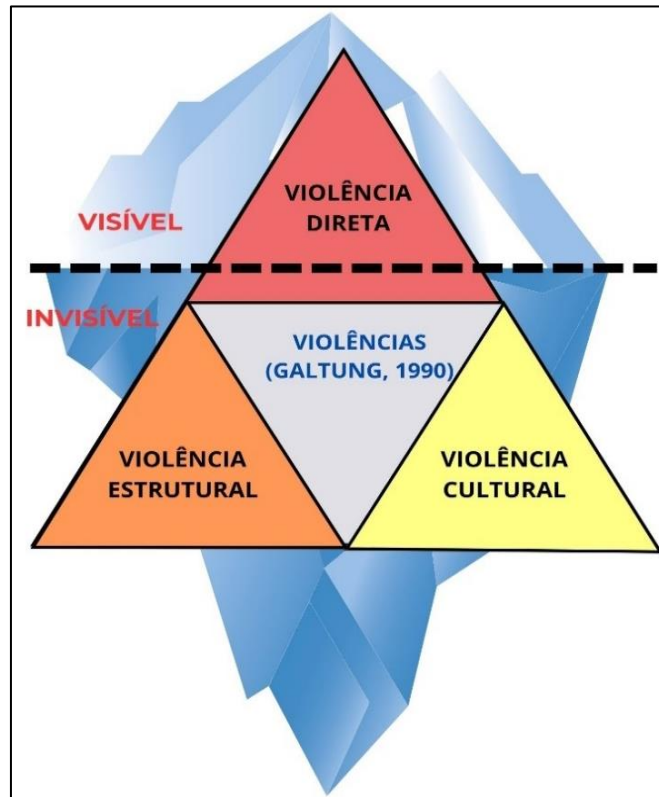 VIOLÊNCIA
DIRETA
VISÍVEL
INVISÍVEL
VIOLÊNCIAS
(GALTUNG, 1990)
VIOLÊNCIA
ESTRUTURAL
VIOLÊNCIA
CULTURAL